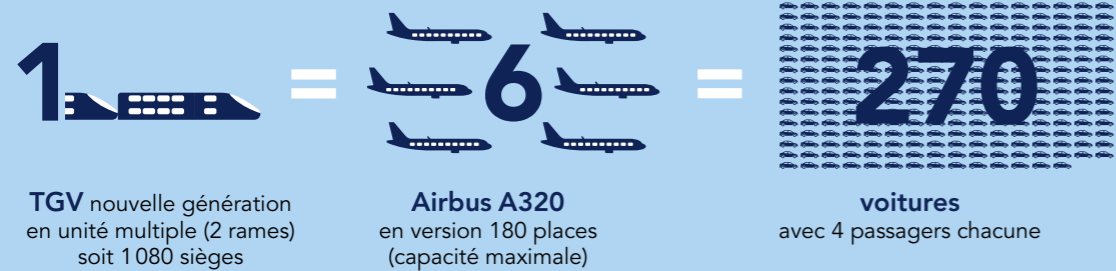 1 = 6 = 270
TGV nouvelle génération
en unité multiple (2 rames)
soit 1 080 sièges
Airbus A320
en version 180 places
(capacité maximale)
voitures
avec 4 passagers chacune